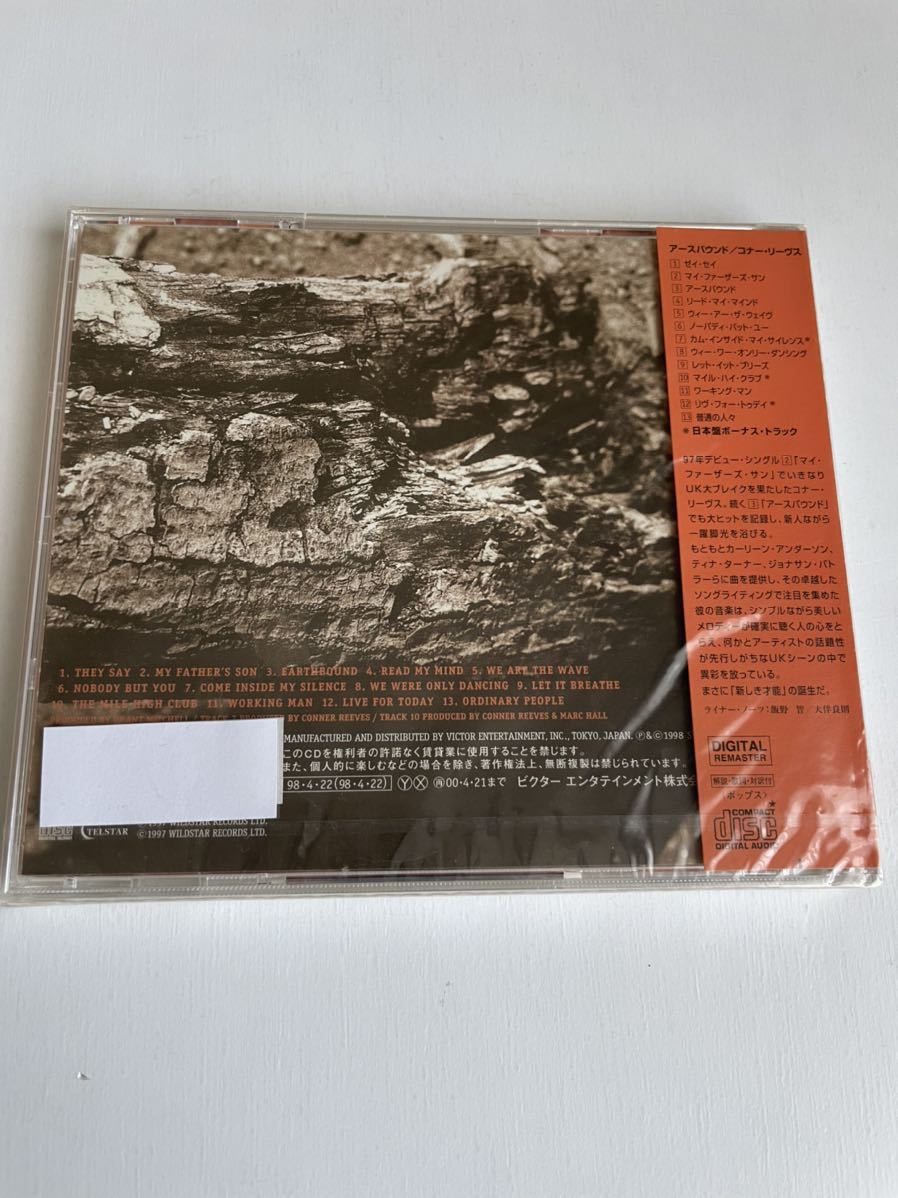 アースバウンド／コナー・リーヴス
1 ゼイ・セイ
2 マイ・ファーザーズ・サン
3 アースバウンド
4 リード・マイ・マインド
5 ウィー・アー・ザ・ウェイヴ
6 ノーバディ・バット・ユー
7 カム・インサイド・マイ・サイレンス*
8 ウィー・ワー・オンリー・ダンシング
9 レット・イット・ブリーズ
10 マイル・ハイ・クラブ*
11 ワーキング・マン
12 リヴ・フォー・トゥデイ*
13 普通の人々
*日本盤ボーナス・トラック
97年デビュー・シングル2「マイ・
ファーザーズ・サン」でいきなり
UK大ブレイクを果たしたコナー・
リーヴス。続く3「アースバウンド」
でも大ヒットを記録し、新人ながら
一躍脚光を浴びる。
もともとカーリーン・アンダーソン、
ティナ・ターナー、ジョナサン・バト
ラーらに曲を提供し、その卓越した
ソングライティングで注目を集めた
彼の音楽は、シンプルながら美しい
メロディーが確実に聴く人の心をと
らえ、何かとアーティストの話題性
が先行しがちなUKシーンの中で
異彩を放っている。
まさに「新しき才能」の誕生だ。
ライナー・ノーツ：飯野 晋／大伴良則
DIGITAL
REMASTER
解説・歌詞・対訳付
〈ポップス〉
COMPACT
disc
DIGITAL AUDIO
1. THEY SAY 2. MY FATHER'S SON 3. EARTHBOUND 4. READ MY MIND 5. WE ARE THE WAVE
6. NOBODY BUT YOU 7. COME INSIDE MY SILENCE 8. WE WERE ONLY DANCING 9. LET IT BREATHE
10. THE MILE HIGH CLUB 11. WORKING MAN 12. LIVE FOR TODAY 13. ORDINARY PEOPLE
MITCHELL / TRACK 7 PRODUCED BY CONNER REEVES / TRACK 10 PRODUCED BY CONNER REEVES & MARC HALL
MANUFACTURED AND DISTRIBUTED BY VICTOR ENTERTAINMENT, INC., TOKYO, JAPAN. Ⓟ&©1998
このCDを権利者の許諾なく賃貸業に使用することを禁じます。
また、個人的に楽しむなどの場合を除き、著作権法上、無断複製は禁じられています。
98・4・22(98・4・22) Y X 再00・4・21まで ビクター エンタテインメント株式
disc TELSTAR
1997 WILDSTAR RECORDS LTD.
©1997 WILDSTAR RECORDS LTD.